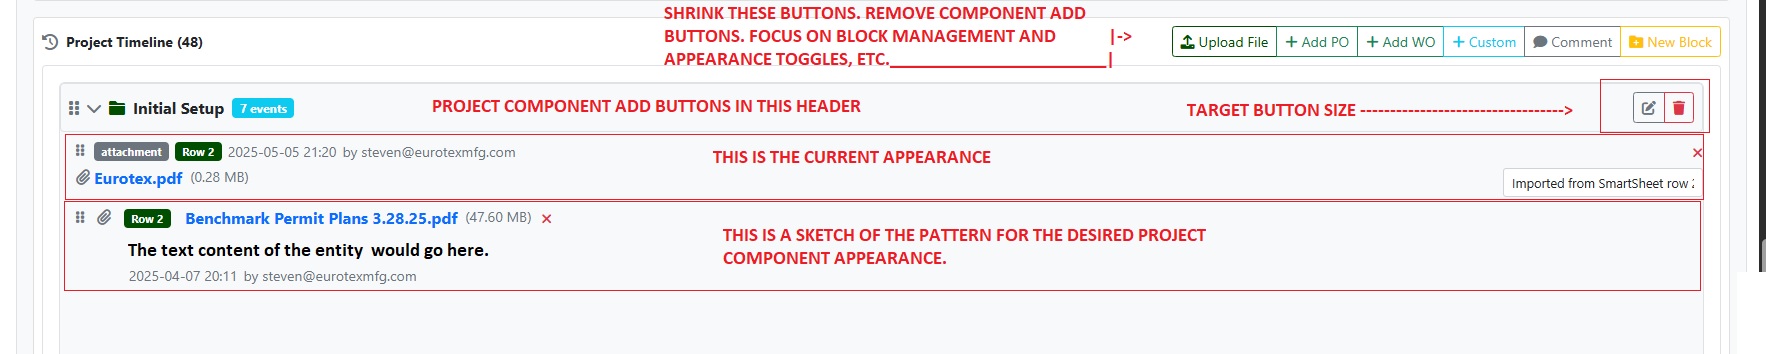 SHRINK THESE BUTTONS. REMOVE COMPONENT ADD
BUTTONS. FOCUS ON BLOCK MANAGEMENT AND |->
APPEARANCE TOGGLES, ETC.__________________________|
Project Timeline (48)
Upload File + Add PO + Add WO + Custom Comment New Block
Initial Setup 7 events PROJECT COMPONENT ADD BUTTONS IN THIS HEADER TARGET BUTTON SIZE ---------------------------------->
attachment Row 2 2025-05-05 21:20 by steven@eurotexmfg.com THIS IS THE CURRENT APPEARANCE ×
Eurotex.pdf (0.28 MB) Imported from SmartSheet row
Row 2 Benchmark Permit Plans 3.28.25.pdf (47.60 MB) ×
The text content of the entity would go here.
2025-04-07 20:11 by steven@eurotexmfg.com
THIS IS A SKETCH OF THE PATTERN FOR THE DESIRED PROJECT
COMPONENT APPEARANCE.